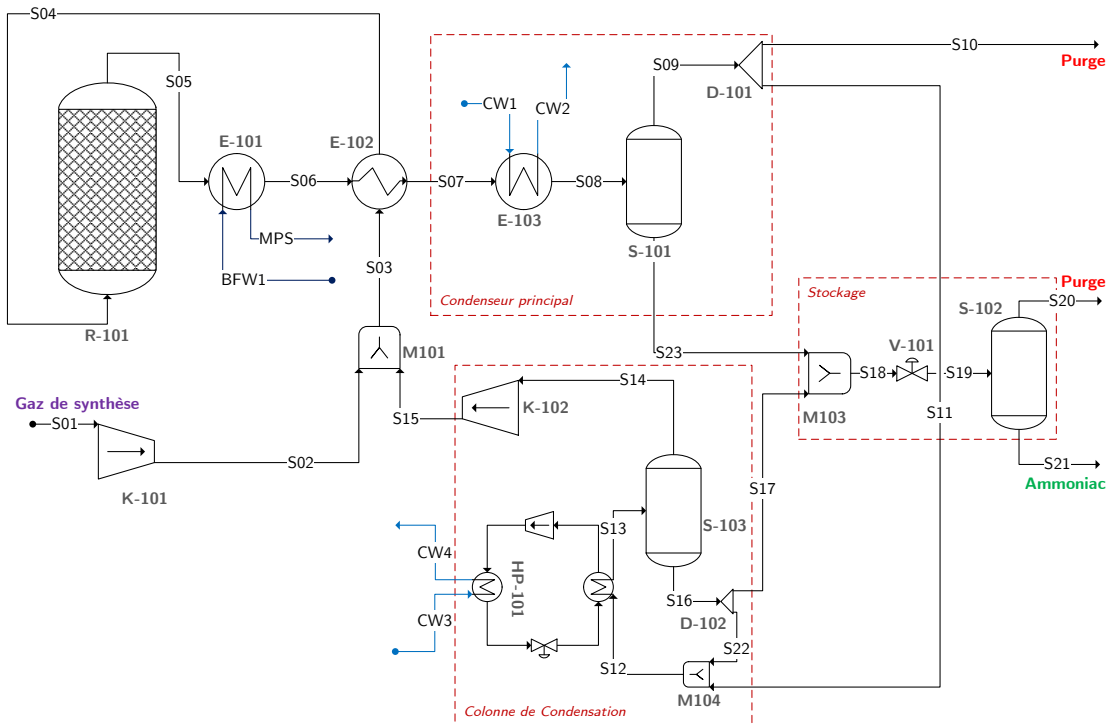 S04
S10
Purge
S05
S09
D-101
CW1
CW2
E-101
E-102
S06
S07
S08
E-103
MPS
S03
BFW1
S-101
R-101
Condenseur principal
Stockage
Purge
S20
S-102
V-101
M101
S23
S18
S19
S14
K-102
M103
S11
Gaz de synthèse
S01
S15
S02
S21
Ammoniac
K-101
S17
S13
S-103
CW4
HP-101
S16
D-102
CW3
S22
S12
M104
Colonne de Condensation